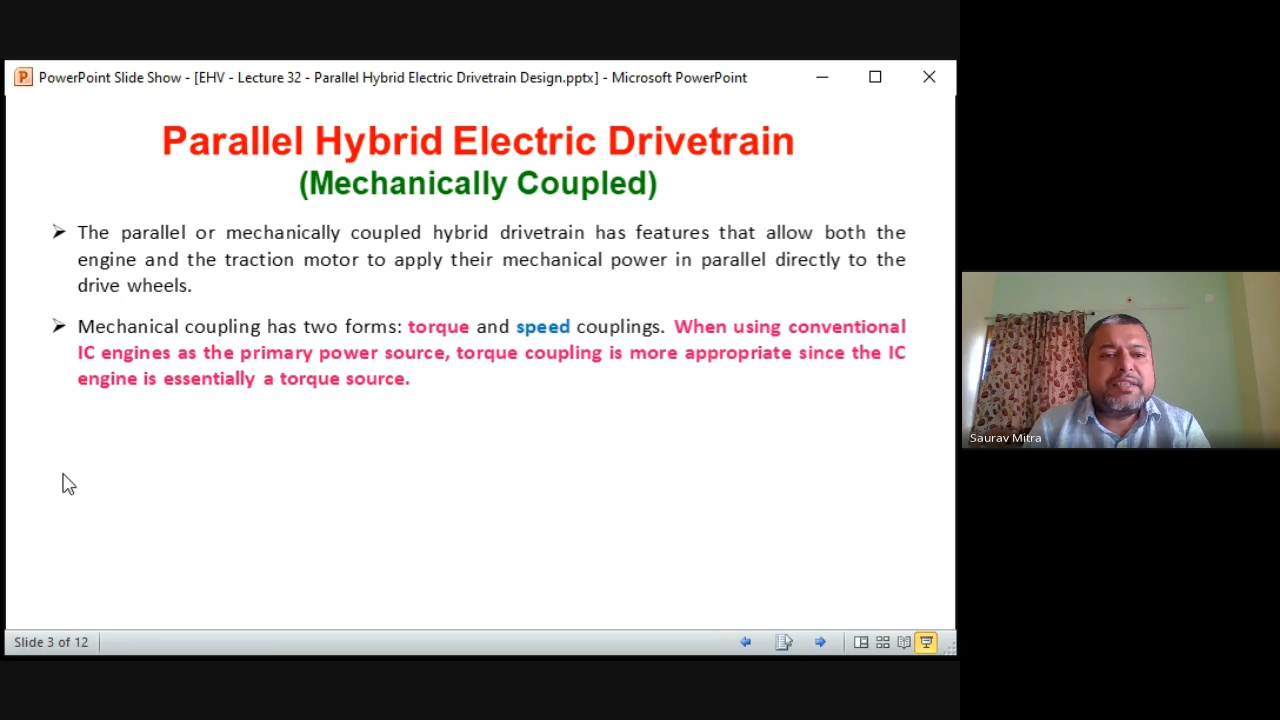 PowerPoint Slide Show - [EHV - Lecture 32 - Parallel Hybrid Electric Drivetrain Design.pptx] - Microsoft PowerPoint
Parallel Hybrid Electric Drivetrain
(Mechanically Coupled)
The parallel or mechanically coupled hybrid drivetrain has features that allow both the
engine and the traction motor to apply their mechanical power in parallel directly to the
drive wheels.
Mechanical coupling has two forms: torque and speed couplings. When using conventional
IC engines as the primary power source, torque coupling is more appropriate since the IC
engine is essentially a torque source.
Saurav Mitra
Slide 3 of 12